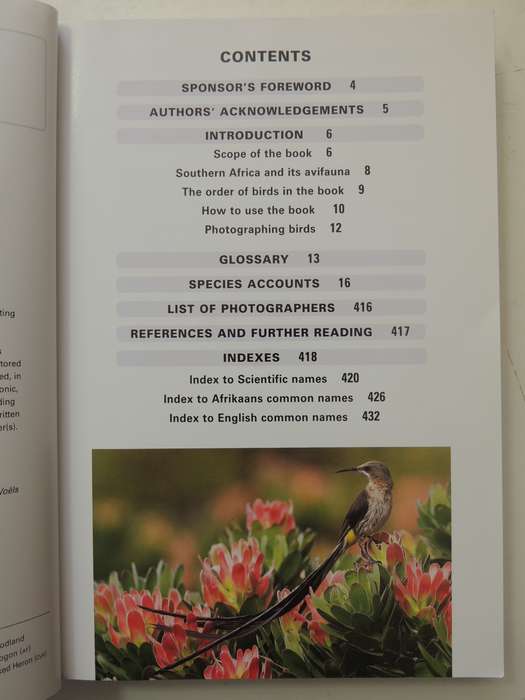 CONTENTS
SPONSOR'S FOREWORD 4
AUTHORS' ACKNOWLEDGEMENTS 5
INTRODUCTION 6
Scope of the book 6
Southern Africa and its avifauna 8
The order of birds in the book 9
How to use the book 10
Photographing birds 12
GLOSSARY 13
SPECIES ACCOUNTS 16
LIST OF PHOTOGRAPHERS 416
REFERENCES AND FURTHER READING 417
INDEXES 418
Index to Scientific names 420
Index to Afrikaans common names 426
Index to English common names 432